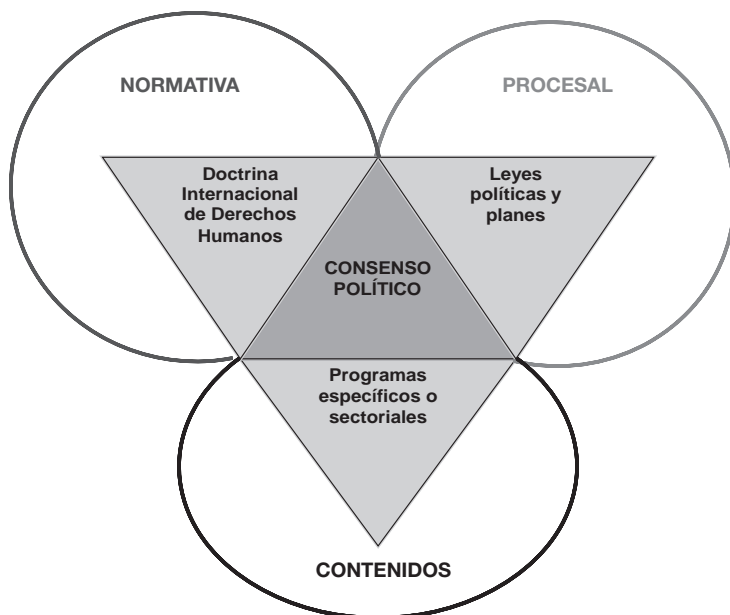 NORMATIVA
PROCESAL
Doctrina
Internacional
de Derechos
Humanos
Leyes
políticas y
planes
CONSENSO
POLÍTICO
Programas
específicos o
sectoriales
CONTENIDOS